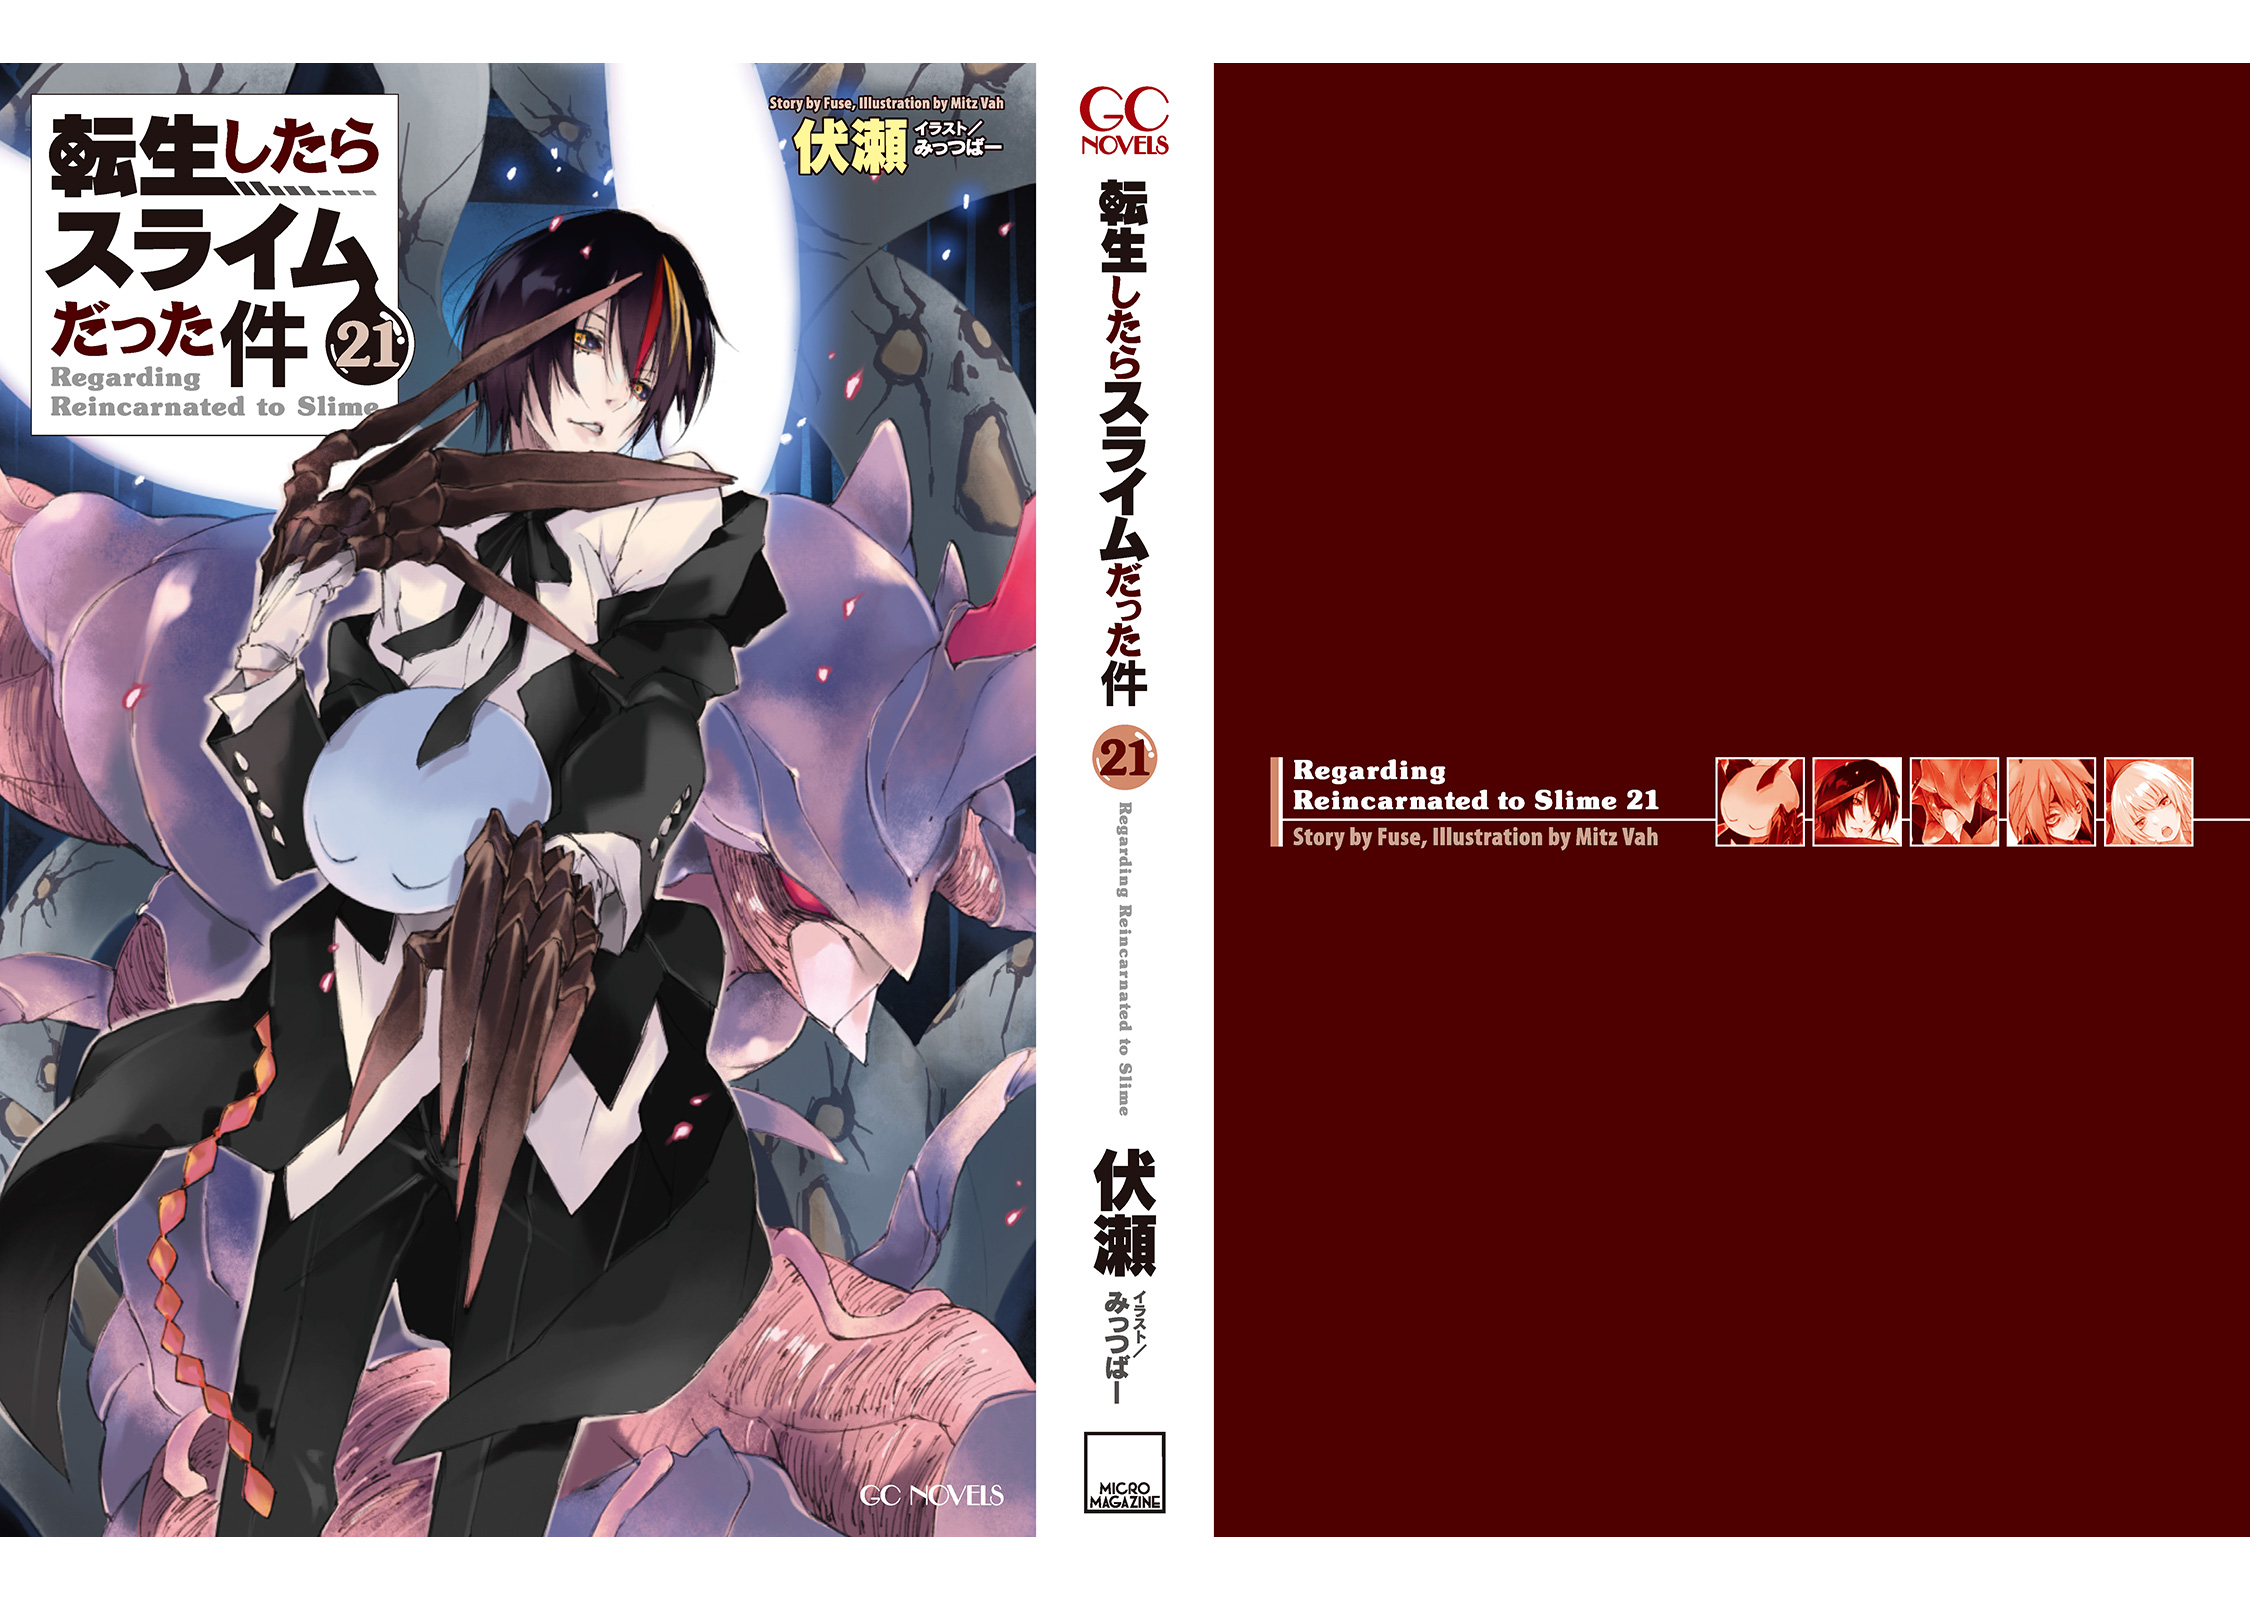 転生したら
スライム
だった件
21
Regarding
Reincarnated to Slime
Story by Fuse, Illustration by Mitz Vah
伏瀬
イラスト／
みっつばー
GC NOVELS
GC
NOVELS
転生したらスライムだった件
21
Regarding Reincarnated to Slime
伏瀬
イラスト／
みっつばー
MICRO
MAGAZINE
Regarding
Reincarnated to Slime 21
Story by Fuse, Illustration by Mitz Vah